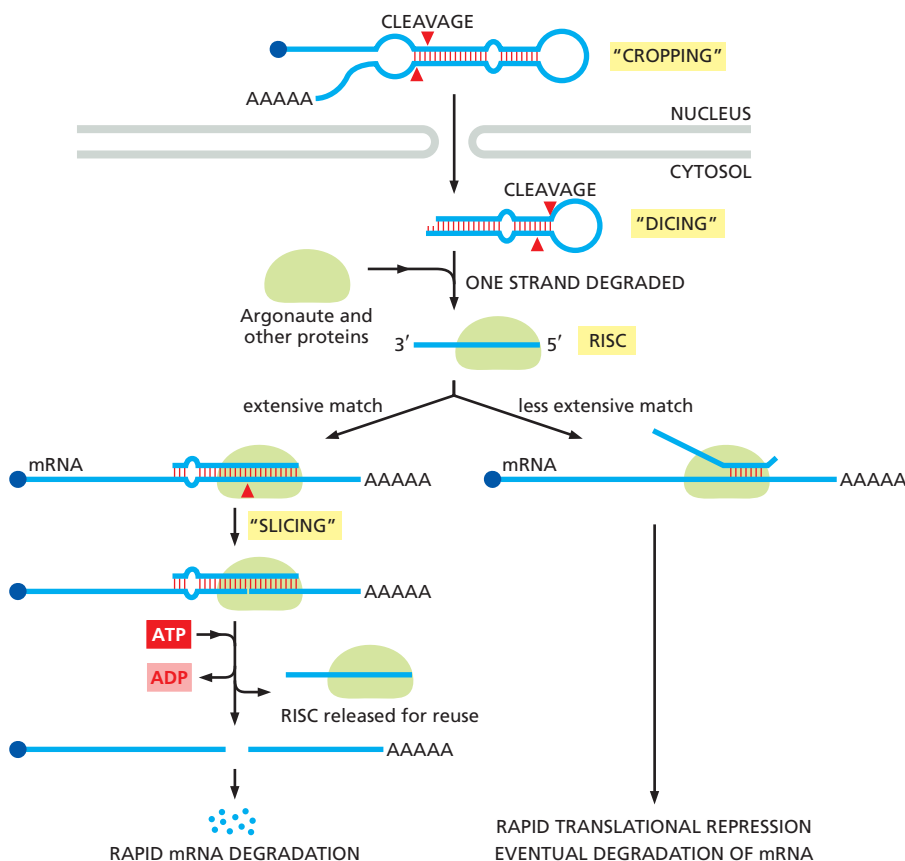 CLEAVAGE
"CROPPING"
AAAAA
NUCLEUS
CYTOSOL
CLEAVAGE
"DICING"
ONE STRAND DEGRADED
Argonaute and
other proteins
3′
5′
RISC
extensive match
less extensive match
mRNA
AAAAA
mRNA
AAAAA
"SLICING"
AAAAA
ATP
ADP
RISC released for reuse
AAAAA
RAPID mRNA DEGRADATION
RAPID TRANSLATIONAL REPRESSION
EVENTUAL DEGRADATION OF mRNA